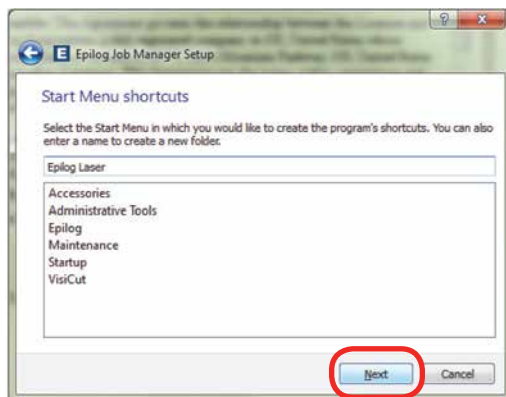 Epilog Job Manager Setup
Start Menu shortcuts
Select the Start Menu in which you would like to create the program's shortcuts. You can also
enter a name to create a new folder.
Epilog Laser
Accessories
Administrative Tools
Epilog
Maintenance
Startup
VisiCut
Next
Cancel